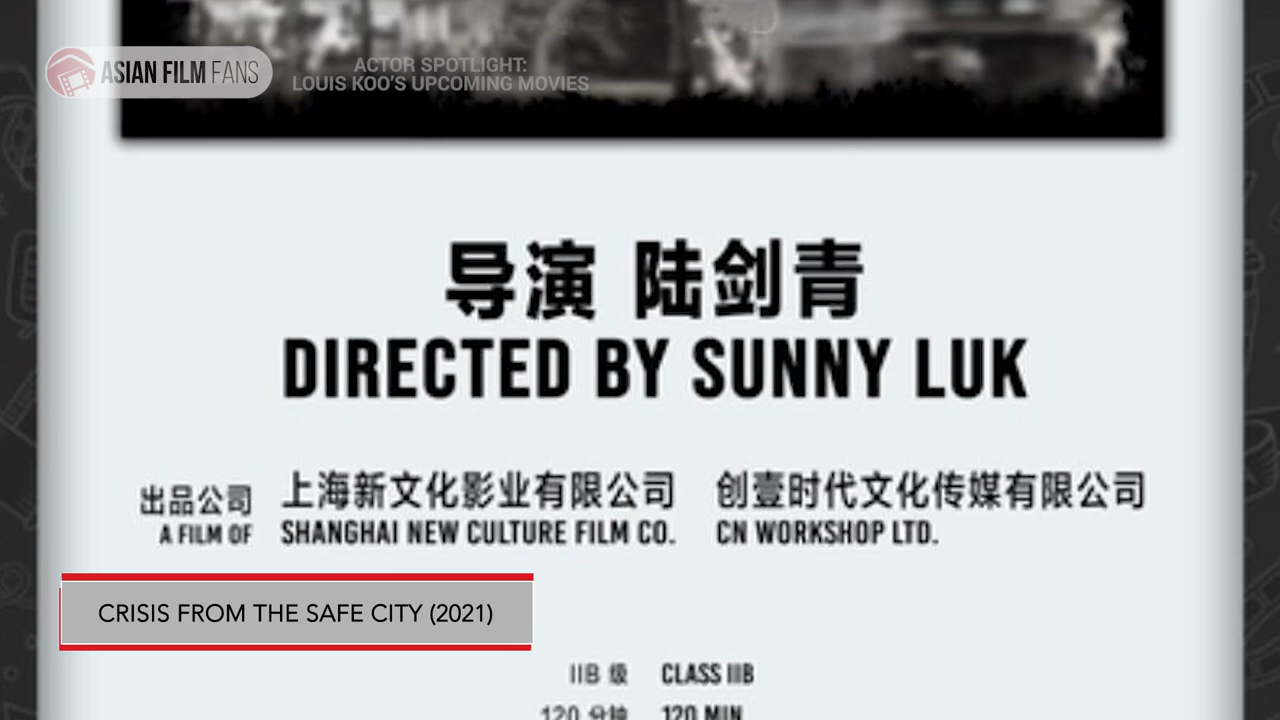 ASIAN FILM FANS
ACTOR SPOTLIGHT:
LOUIS KOO'S UPCOMING MOVIES
导演 陆剑青
DIRECTED BY SUNNY LUK
出品公司 上海新文化影业有限公司 创壹时代文化传媒有限公司
A FILM OF SHANGHAI NEW CULTURE FILM CO. CN WORKSHOP LTD.
CRISIS FROM THE SAFE CITY (2021)
IIB 级 CLASS IIB
120 分钟 120 MIN